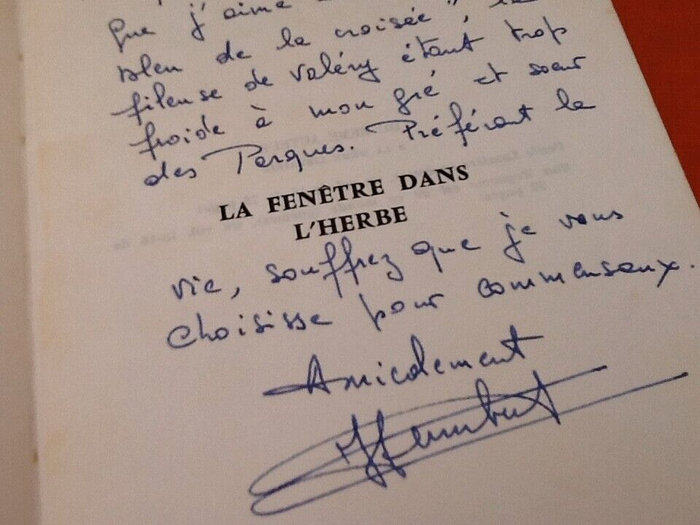 que j'aime
bleu de la croisée", la
fileuse de Valéry étant trop
froide à mon gré et soeur
des Parques. Préférant la
LA FENÊTRE DANS
L'HERBE
vie, souffrez que je vous
choisisse pour commensaux.
Amicalement